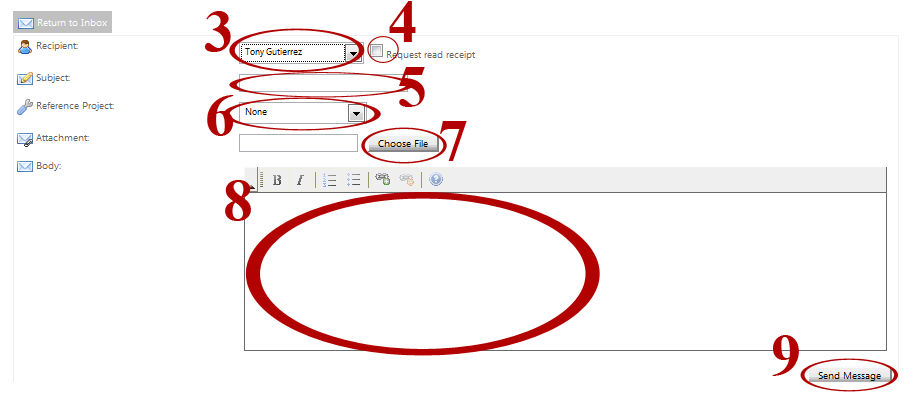 Return to Inbox
Recipient: 3 Tony Gutierrez 4 Request read receipt
Subject: 5
Reference Project: 6 None
Attachment: Choose File 7
Body:
B I
8
9 Send Message